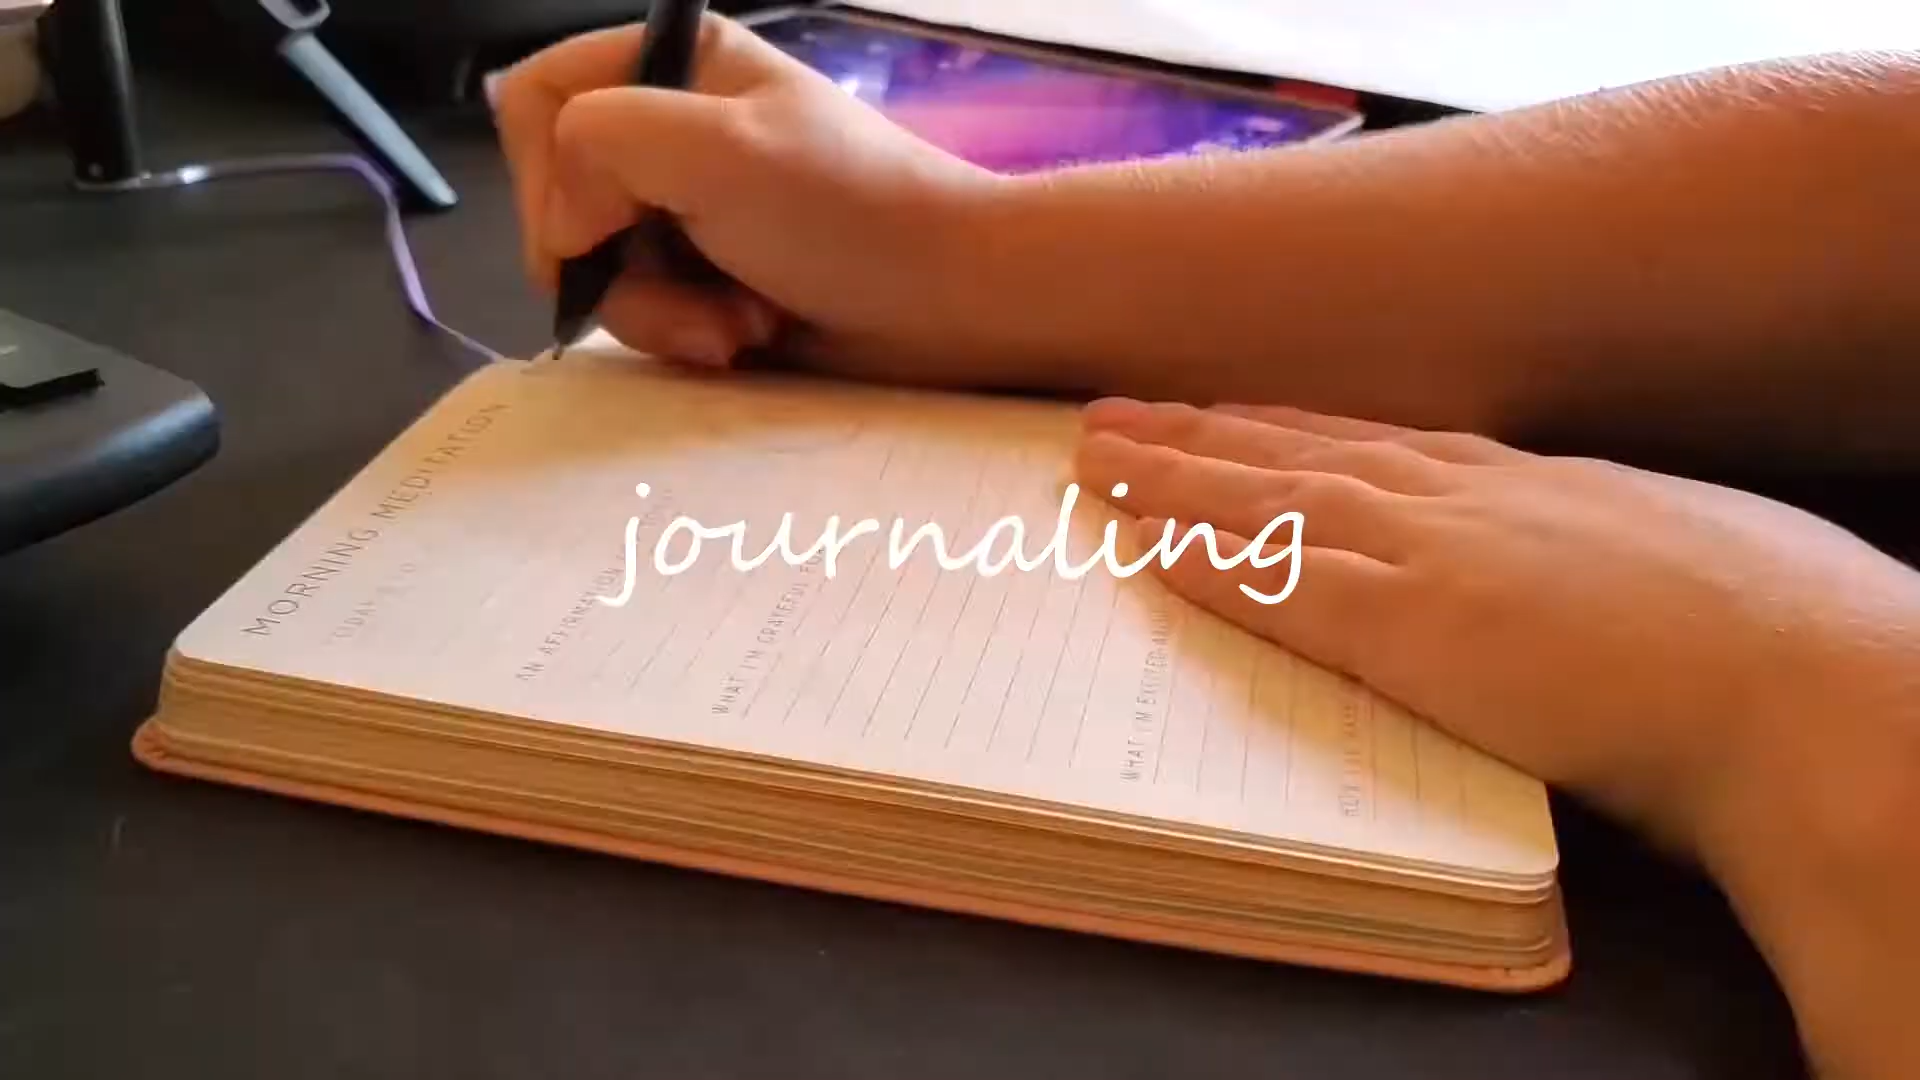 journaling
MORNING MEDITATION
AN AFFIRMATION
WHAT I'M GRATEFUL FOR
WHAT I'M EXCITED ABOUT